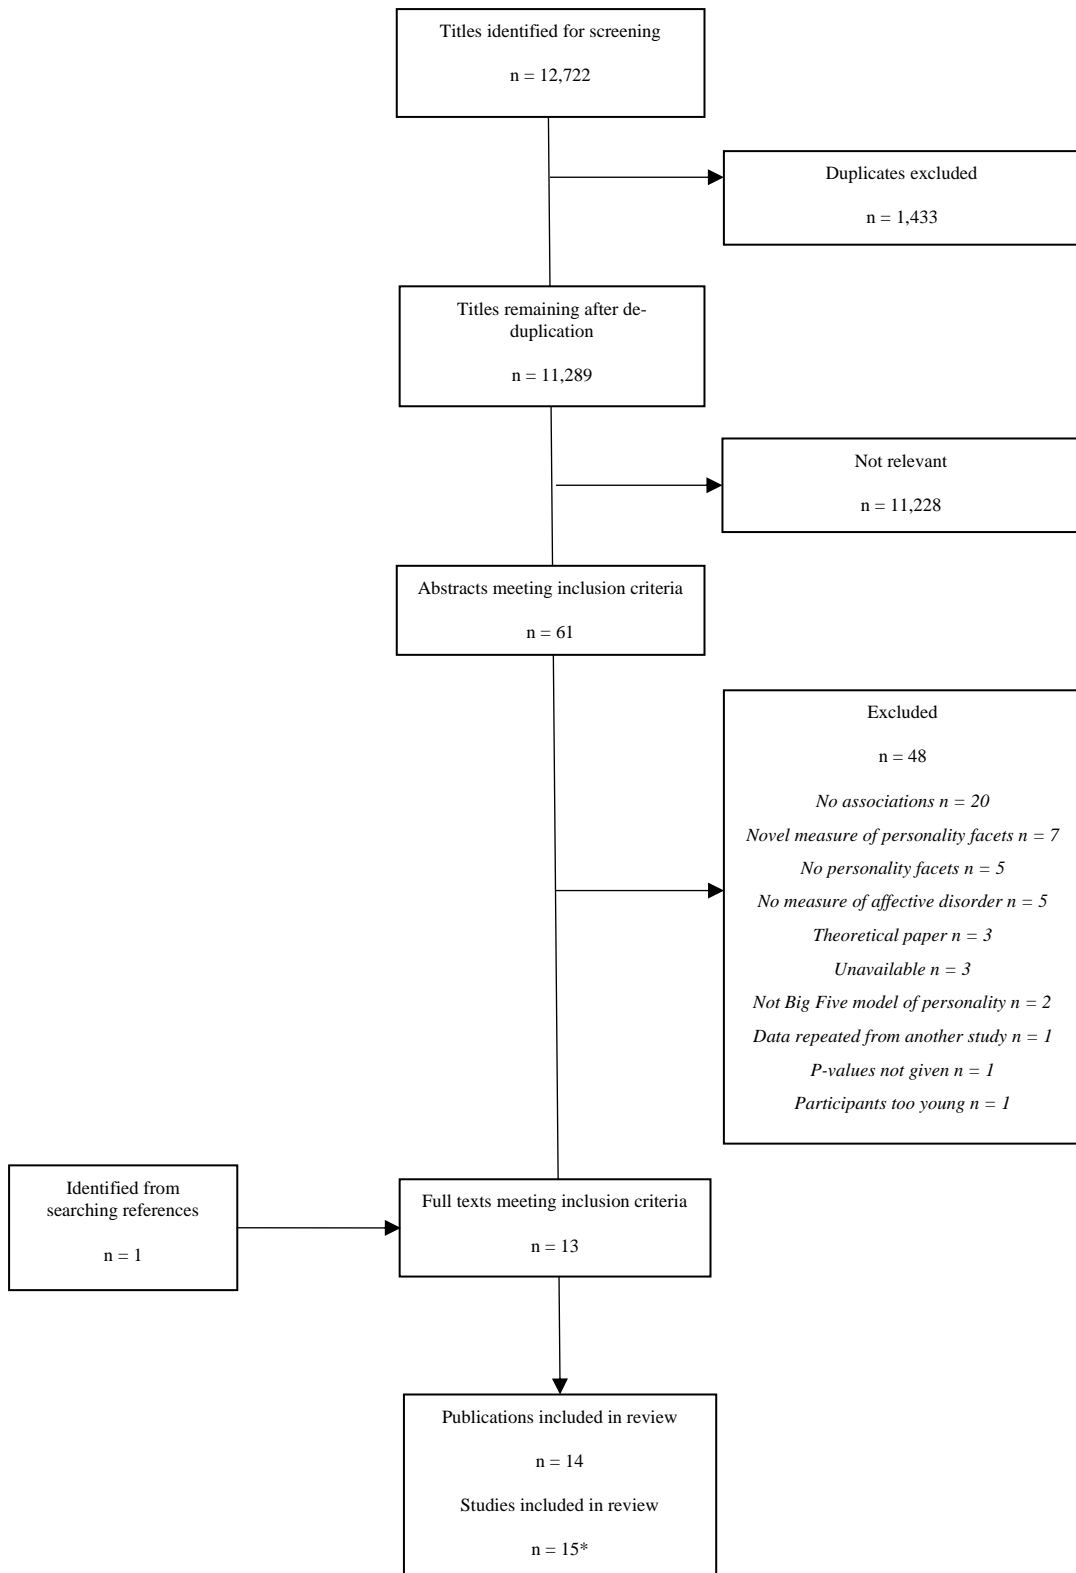 Titles identified for screening
n = 12,722
Duplicates excluded
n = 1,433
Titles remaining after de-
duplication
n = 11,289
Not relevant
n = 11,228
Abstracts meeting inclusion criteria
n = 61
Excluded
n = 48
No associations n = 20
Novel measure of personality facets n = 7
No personality facets n = 5
No measure of affective disorder n = 5
Theoretical paper n = 3
Unavailable n = 3
Not Big Five model of personality n = 2
Data repeated from another study n = 1
P-values not given n = 1
Participants too young n = 1
Identified from
searching references
n = 1
Full texts meeting inclusion criteria
n = 13
Publications included in review
n = 14
Studies included in review
n = 15*